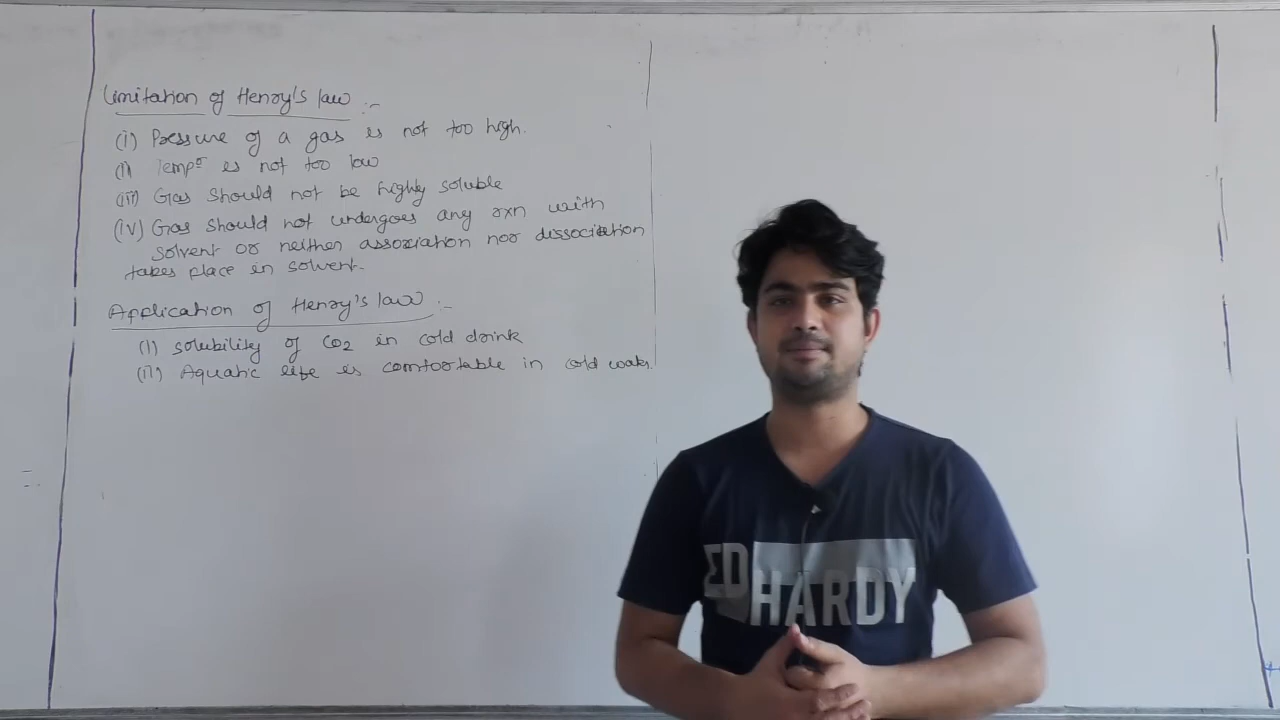 Limitation of Henry's law :-
(i) Pressure of a gas is not too high.
(ii) Tempr is not too low
(iii) Gas should not be highly soluble
(iv) Gas should not undergoes any rxn with
solvent or neither association nor dissociation
takes place in solvent.
Application of Henry's law :-
(i) solubility of CO2 in cold drink
(ii) Aquatic life is comfortable in cold water.
ED HARDY